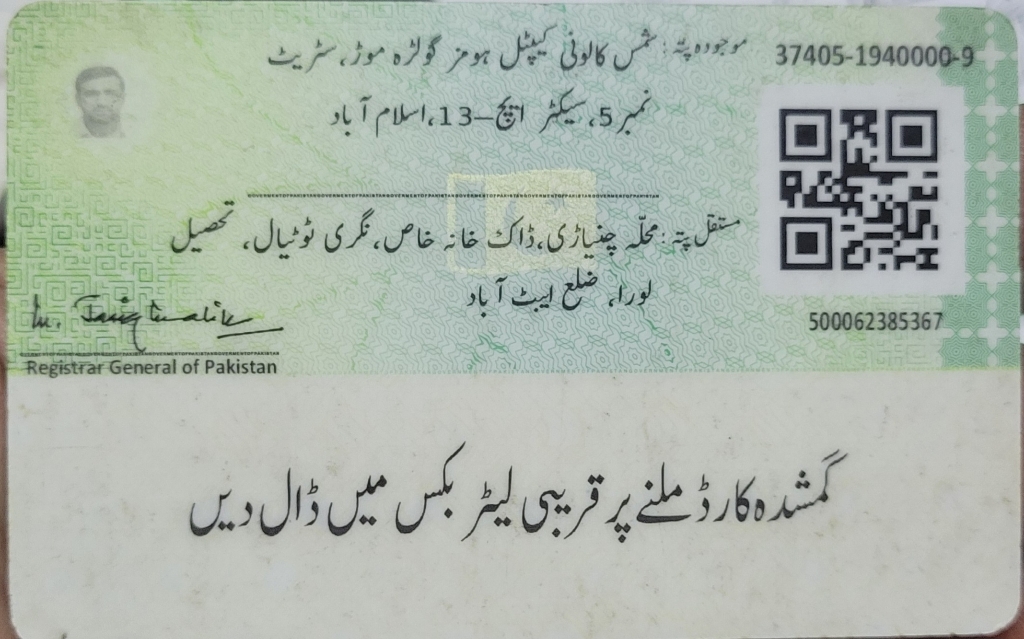 37405-1940000-9
موجودہ پتہ: شمس کالونی کیپٹل ہومز گولڑہ موڑ، سٹریٹ
نمبر 5، سیکٹر ایچ–13، اسلام آباد
مستقل پتہ: محلّہ چنیاڑی، ڈاک خانہ خاص، نگری ٹوٹیال، تحصیل
لورا، ضلع ایبٹ آباد
500062385367
Registrar General of Pakistan
گمشدہ کارڈ ملنے پر قریبی لیٹر بکس میں ڈال دیں